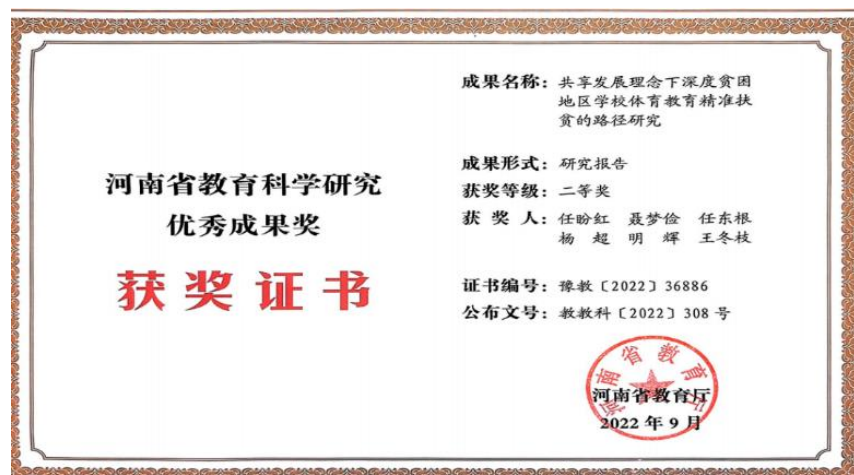 河南省教育科学研究
优秀成果奖
获奖证书
成果名称：共享发展理念下深度贫困
地区学校体育教育精准扶
贫的路径研究
成果形式：研究报告
获奖等级：二等奖
获奖人：任盼红 聂梦俭 任东根
杨超 明辉 王冬枝
证书编号：豫教〔2022〕36886
公布文号：教教科〔2022〕308号
河南省教育厅
河南省教育厅
2022年9月